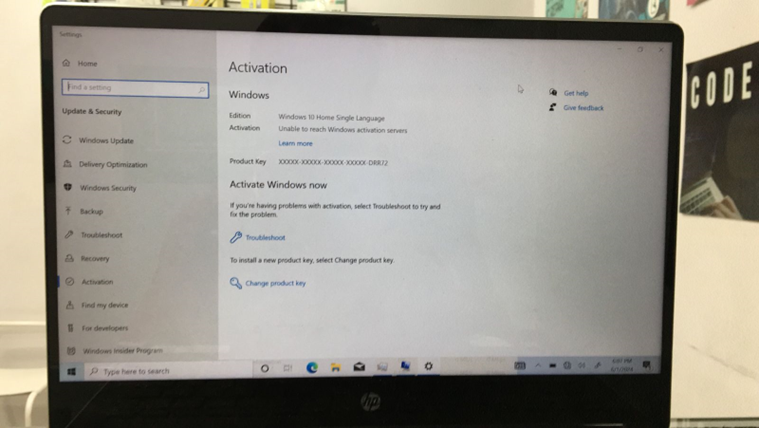 Settings
Home
Find a setting
Update & Security
Windows Update
Delivery Optimization
Windows Security
Backup
Troubleshoot
Recovery
Activation
Find my device
For developers
Windows Insider Program
Activation
Windows
Edition Windows 10 Home Single Language
Activation Unable to reach Windows activation servers
Learn more
Product Key XXXXX-XXXXX-XXXXX-XXXXX-DRR72
Activate Windows now
If you're having problems with activation, select Troubleshoot to try and
fix the problem.
Troubleshoot
To install a new product key, select Change product key.
Change product key
Get help
Give feedback
Type here to search
hp
CODE